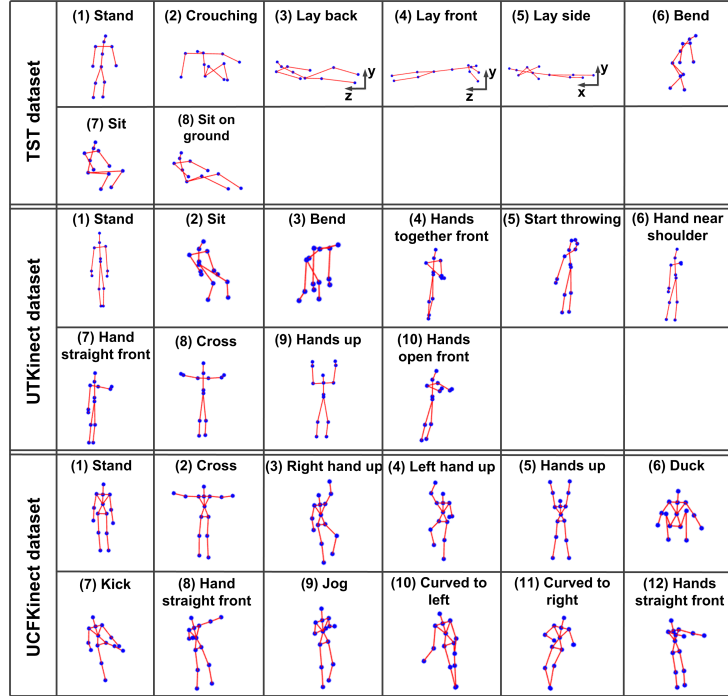 TST dataset
(1) Stand
(2) Crouching
(3) Lay back
y
z
(4) Lay front
y
z
(5) Lay side
y
x
(6) Bend
(7) Sit
(8) Sit on
ground
UTKinect dataset
(1) Stand
(2) Sit
(3) Bend
(4) Hands
together front
(5) Start throwing
(6) Hand near
shoulder
(7) Hand
straight front
(8) Cross
(9) Hands up
(10) Hands
open front
UCFKinect dataset
(1) Stand
(2) Cross
(3) Right hand up
(4) Left hand up
(5) Hands up
(6) Duck
(7) Kick
(8) Hand
straight front
(9) Jog
(10) Curved to
left
(11) Curved to
right
(12) Hands
straight front